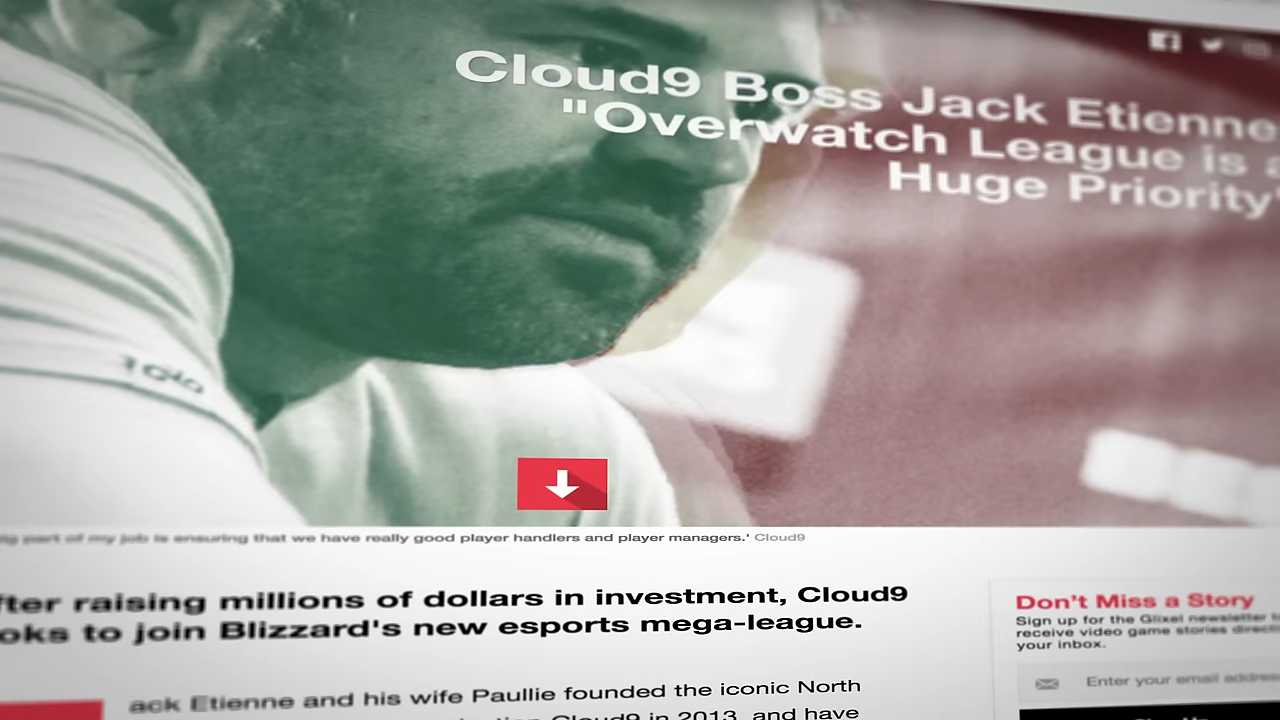 Cloud9 Boss Jack Etienne
"Overwatch League is a
Huge Priority"
part of my job is ensuring that we have really good player handlers and player managers.' Cloud9
fter raising millions of dollars in investment, Cloud9
oks to join Blizzard's new esports mega-league.
Don't Miss a Story
Sign up for the Glixel newsletter to
receive video game stories direct
your inbox.
Enter your email address
ack Etienne and his wife Paullie founded the iconic North
Cloud9 in 2013, and have